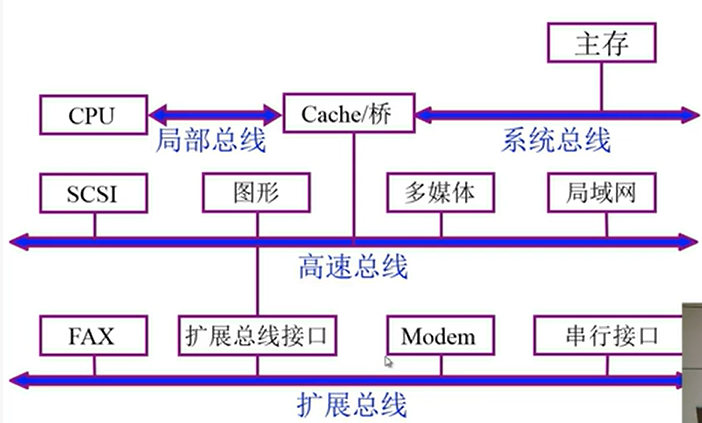 主存
CPU
Cache/桥
局部总线
系统总线
SCSI
图形
多媒体
局域网
高速总线
FAX
扩展总线接口
Modem
串行接口
扩展总线